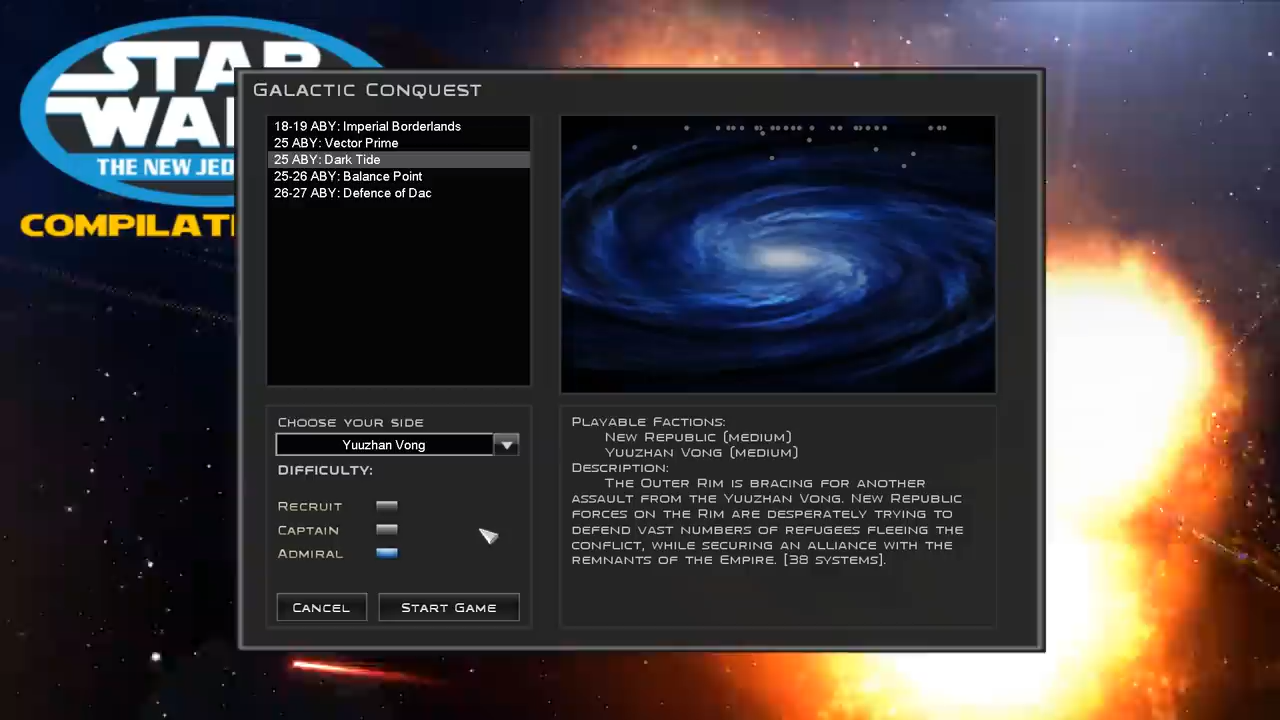 STAR
WA
THE NEW JED
COMPILAT
Galactic Conquest
18-19 ABY: Imperial Borderlands
25 ABY: Vector Prime
25 ABY: Dark Tide
25-26 ABY: Balance Point
26-27 ABY: Defence of Dac
Choose your side
Yuuzhan Vong
Difficulty:
Recruit
Captain
Admiral
Cancel
Start Game
Playable Factions:
New Republic (Medium)
Yuuzhan Vong (Medium)
Description:
The Outer Rim is bracing for another
assault from the Yuuzhan Vong. New Republic
forces on the Rim are desperately trying to
defend vast numbers of refugees fleeing the
conflict, while securing an alliance with the
remnants of the Empire. [38 systems].